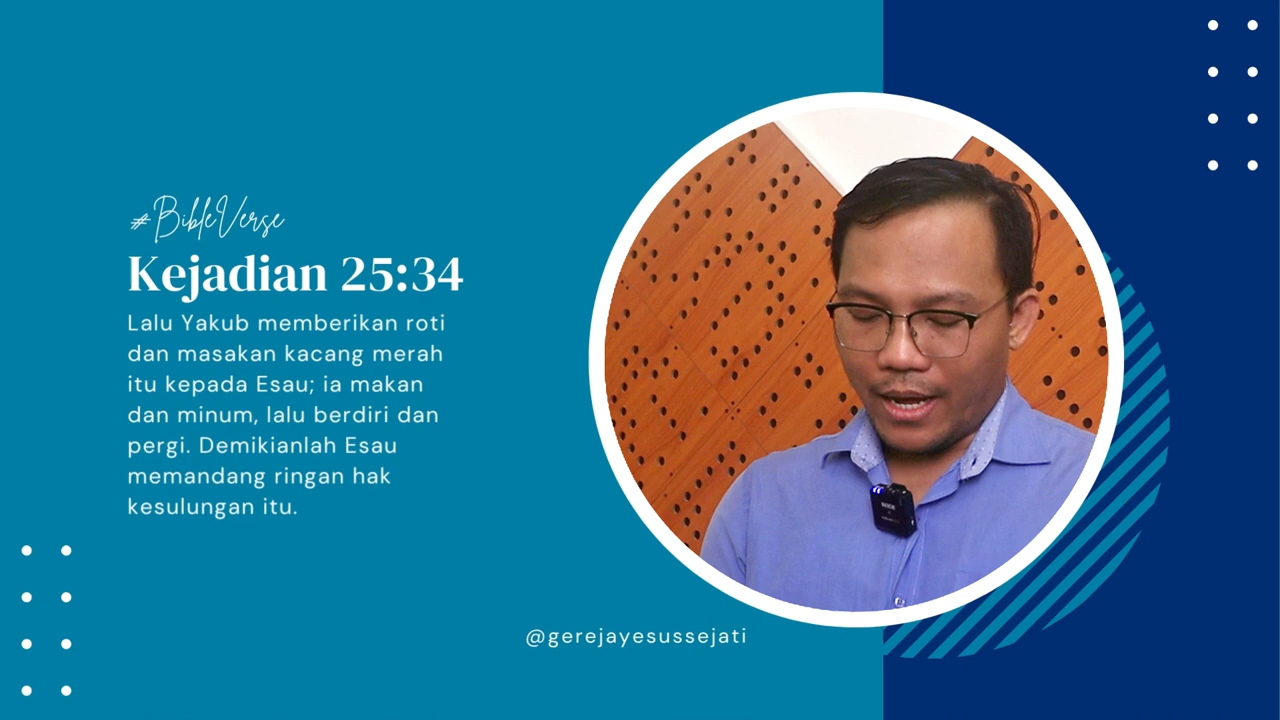 #BibleVerse
Kejadian 25:34
Lalu Yakub memberikan roti
dan masakan kacang merah
itu kepada Esau; ia makan
dan minum, lalu berdiri dan
pergi. Demikianlah Esau
memandang ringan hak
kesulungan itu.
@gerejayesussejati